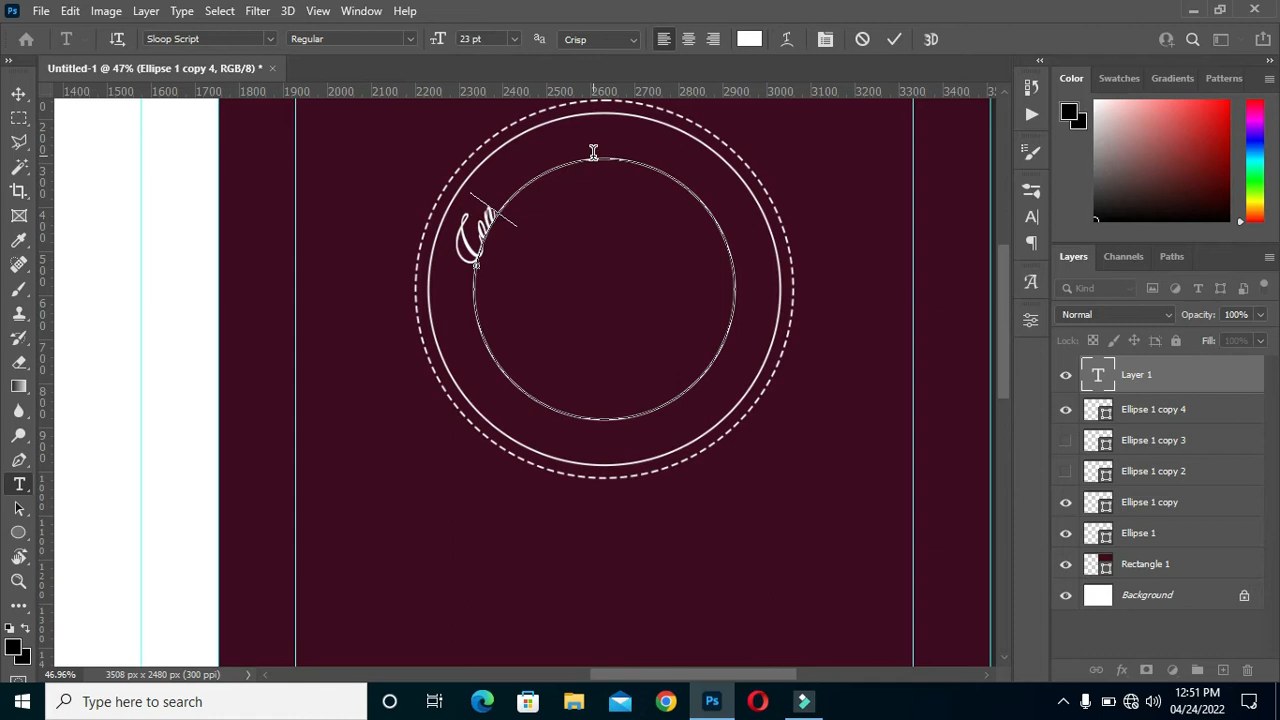 Ps File Edit Image Layer Type Select Filter 3D View Window Help
T Sloop Script Regular 23 pt Crisp 3D
Untitled-1 @ 47% (Ellipse 1 copy 4, RGB/8) *
1400 1500 1600 1700 1800 1900 2000 2100 2200 2300 2400 2500 2600 2700 2800 2900 3000 3100 3200 3300 3400
Color Swatches Gradients Patterns
Layers Channels Paths
Kind
Normal Opacity: 100%
Lock: Fill: 100%
T Layer 1
Ellipse 1 copy 4
Ellipse 1 copy 3
Ellipse 1 copy 2
Ellipse 1 copy
Ellipse 1
Rectangle 1
Background
46.96% 3508 px x 2480 px (300 ppi)
Type here to search
Ps
12:51 PM
04/24/2022